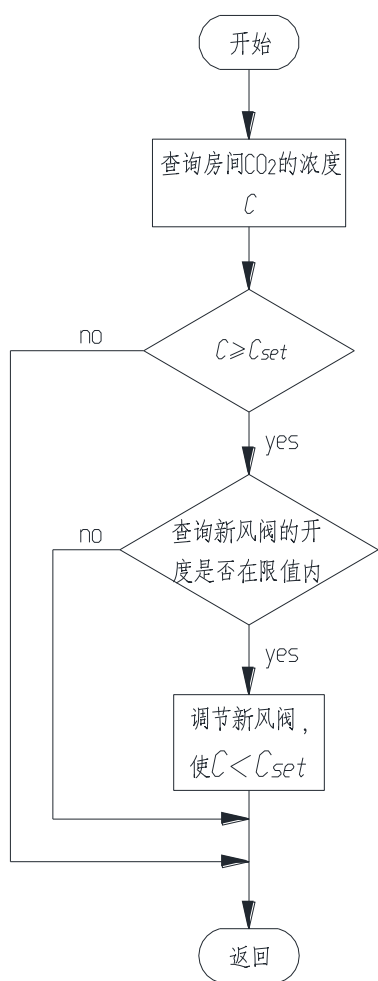 开始
查询房间CO₂的浓度
C
C≥Cset
no
yes
查询新风阀的开
度是否在限值内
no
yes
调节新风阀，
使C＜Cset
返回